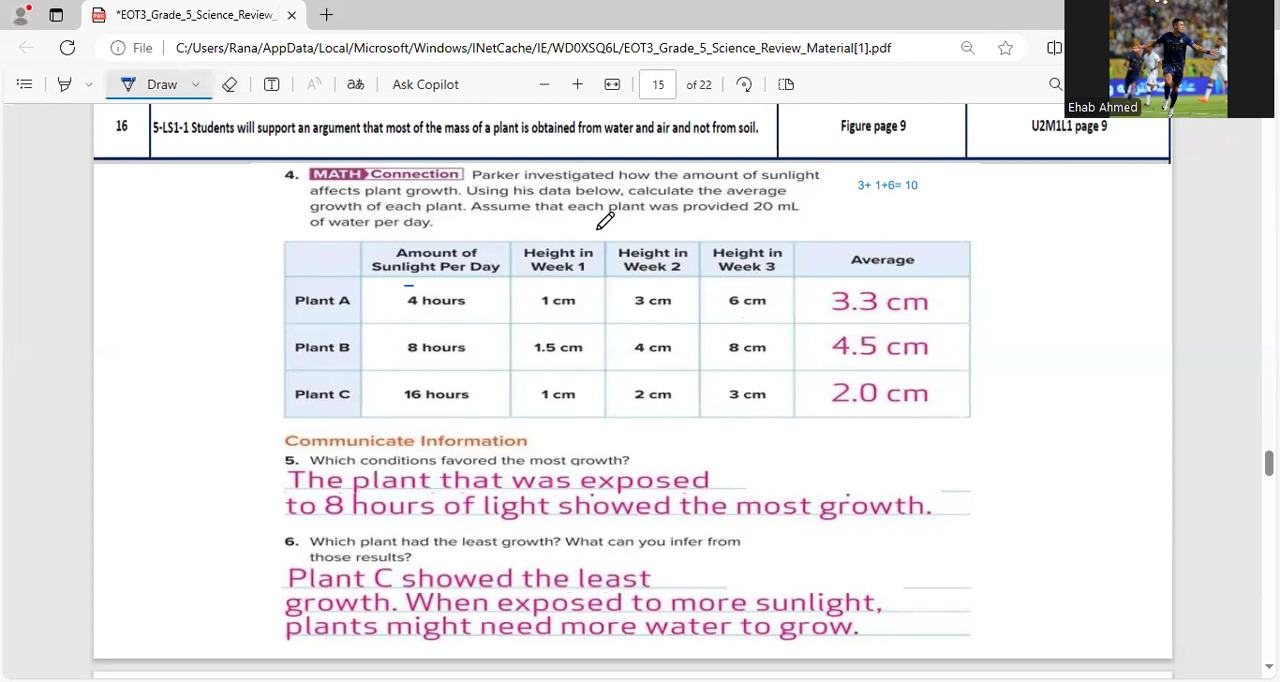 *EOT3_Grade_5_Science_Review_
File
C:/Users/Rana/AppData/Local/Microsoft/Windows/INetCache/IE/WD0XSQ6L/EOT3_Grade_5_Science_Review_Material[1].pdf
Draw
Ask Copilot
15 of 22
Ehab Ahmed
16 5-LS1-1 Students will support an argument that most of the mass of a plant is obtained from water and air and not from soil. Figure page 9 U2M1L1 page 9
4. MATH Connection Parker investigated how the amount of sunlight
affects plant growth. Using his data below, calculate the average
growth of each plant. Assume that each plant was provided 20 mL
of water per day.
3+ 1+6= 10
Amount of Sunlight Per Day Height in Week 1 Height in Week 2 Height in Week 3 Average
Plant A 4 hours 1 cm 3 cm 6 cm 3.3 cm
Plant B 8 hours 1.5 cm 4 cm 8 cm 4.5 cm
Plant C 16 hours 1 cm 2 cm 3 cm 2.0 cm
Communicate Information
5. Which conditions favored the most growth?
The plant that was exposed
to 8 hours of light showed the most growth.
6. Which plant had the least growth? What can you infer from
those results?
Plant C showed the least
growth. When exposed to more sunlight,
plants might need more water to grow.